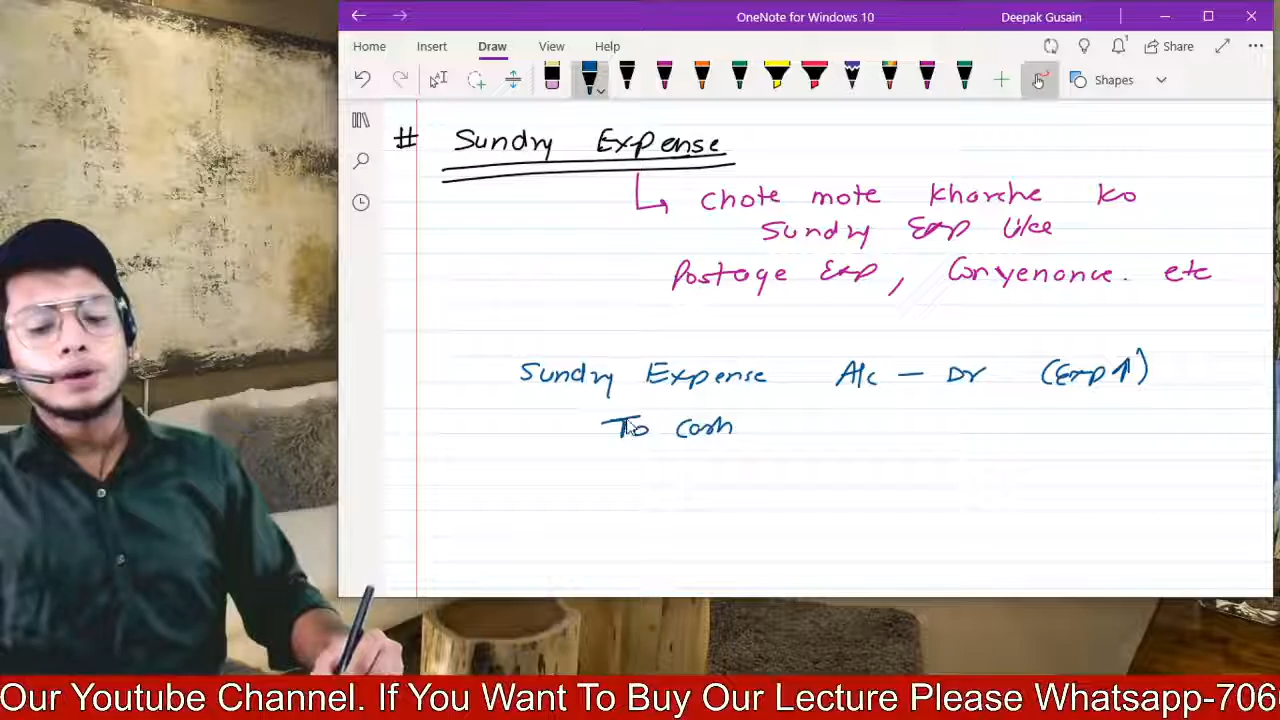 OneNote for Windows 10
Deepak Gusain
Home Insert Draw View Help Share
Shapes
# Sundry Expense
Chote mote kharche ko
Sundry Exp like
Postage Exp, Convenance. etc
Sundry Expense A/c - Dr (Exp↑)
To cash
Our Youtube Channel. If You Want To Buy Our Lecture Please Whatsapp-706